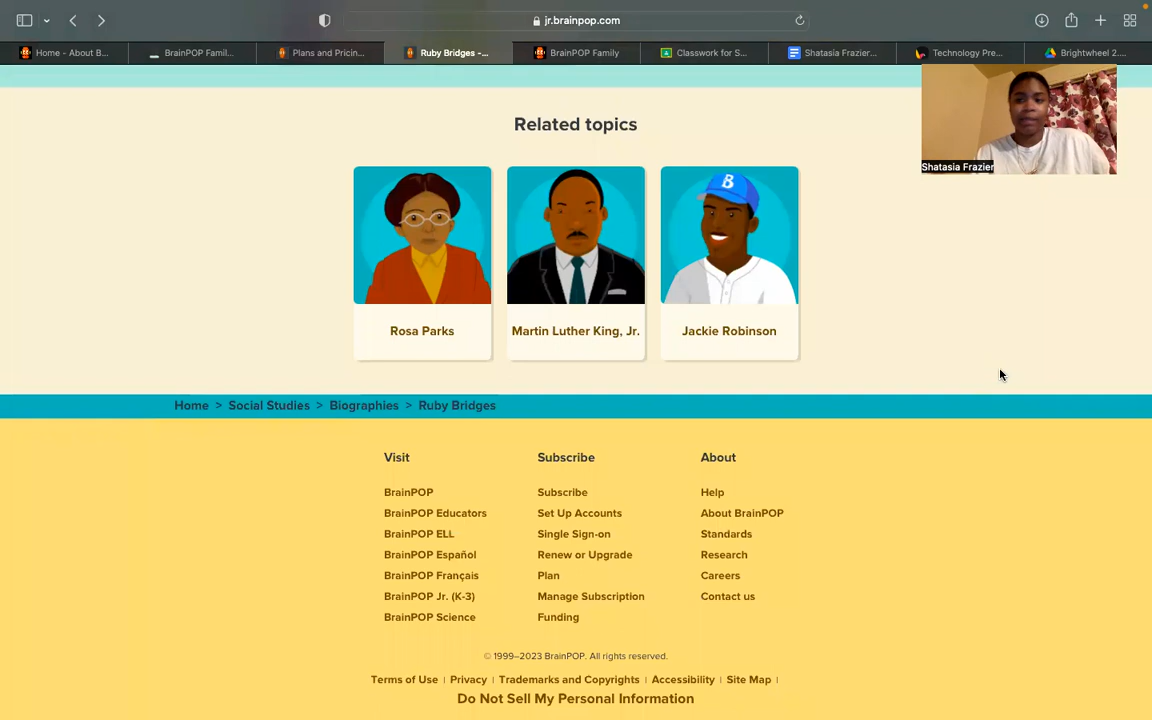 jr.brainpop.com
Home - About B...
BrainPOP Famil...
Plans and Pricin...
Ruby Bridges -...
BrainPOP Family
Classwork for S...
Shatasia Frazier...
Technology Pre...
Brightwheel 2....
Related topics
Shatasia Frazier
B
Rosa Parks
Martin Luther King, Jr.
Jackie Robinson
Home > Social Studies > Biographies > Ruby Bridges
Visit
BrainPOP
BrainPOP Educators
BrainPOP ELL
BrainPOP Español
BrainPOP Français
BrainPOP Jr. (K-3)
BrainPOP Science
Subscribe
Subscribe
Set Up Accounts
Single Sign-on
Renew or Upgrade
Plan
Manage Subscription
Funding
About
Help
About BrainPOP
Standards
Research
Careers
Contact us
© 1999–2023 BrainPOP. All rights reserved.
Terms of Use | Privacy | Trademarks and Copyrights | Accessibility | Site Map |
Do Not Sell My Personal Information